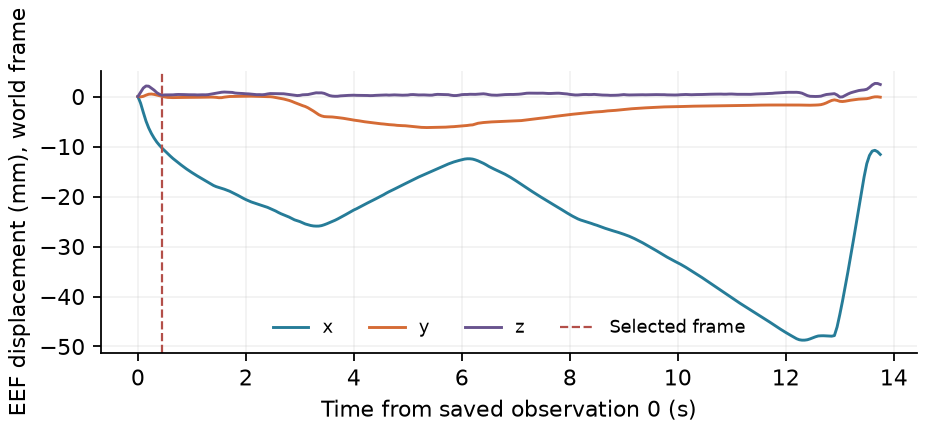 EEF displacement (mm), world frame
0
−10
−20
−30
−40
−50
x y z Selected frame
0 2 4 6 8 10 12 14
Time from saved observation 0 (s)